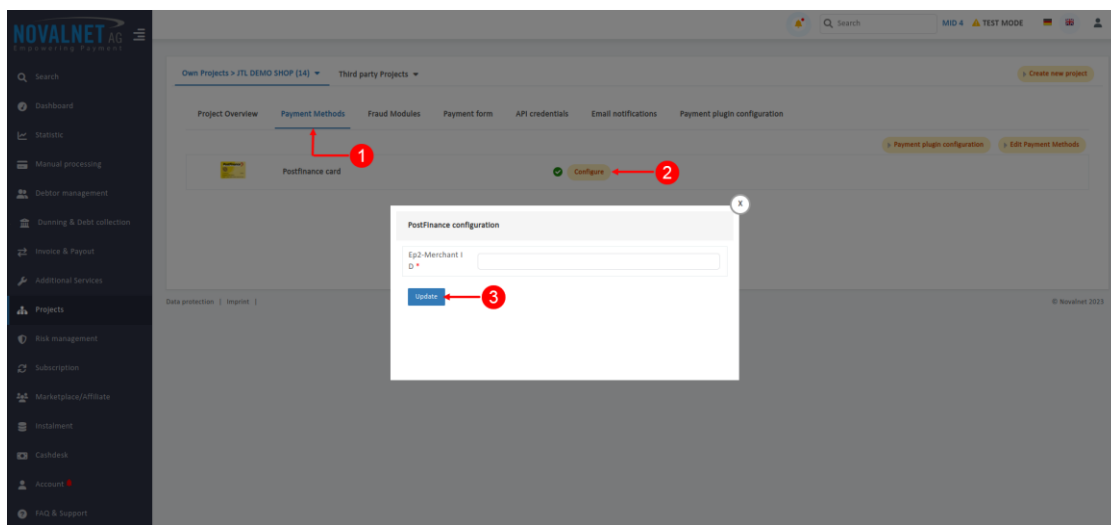 NOVALNET AG
Empowering Payment
Search
MID 4 TEST MODE
Search
Dashboard
Statistic
Manual processing
Debtor management
Dunning & Debt collection
Invoice & Payout
Additional Services
Projects
Risk management
Subscription
Marketplace/Affiliate
Instalment
Cashdesk
Account
FAQ & Support
Own Projects > JTL DEMO SHOP (14) Third party Projects
> Create new project
Project Overview Payment Methods Fraud Modules Payment form API credentials Email notifications Payment plugin configuration
1
> Payment plugin configuration > Edit Payment Methods
Postfinance card Configure 2
X
PostFinance configuration
Ep2-Merchant I
D *
Update 3
Data protection | Imprint | © Novalnet 2023